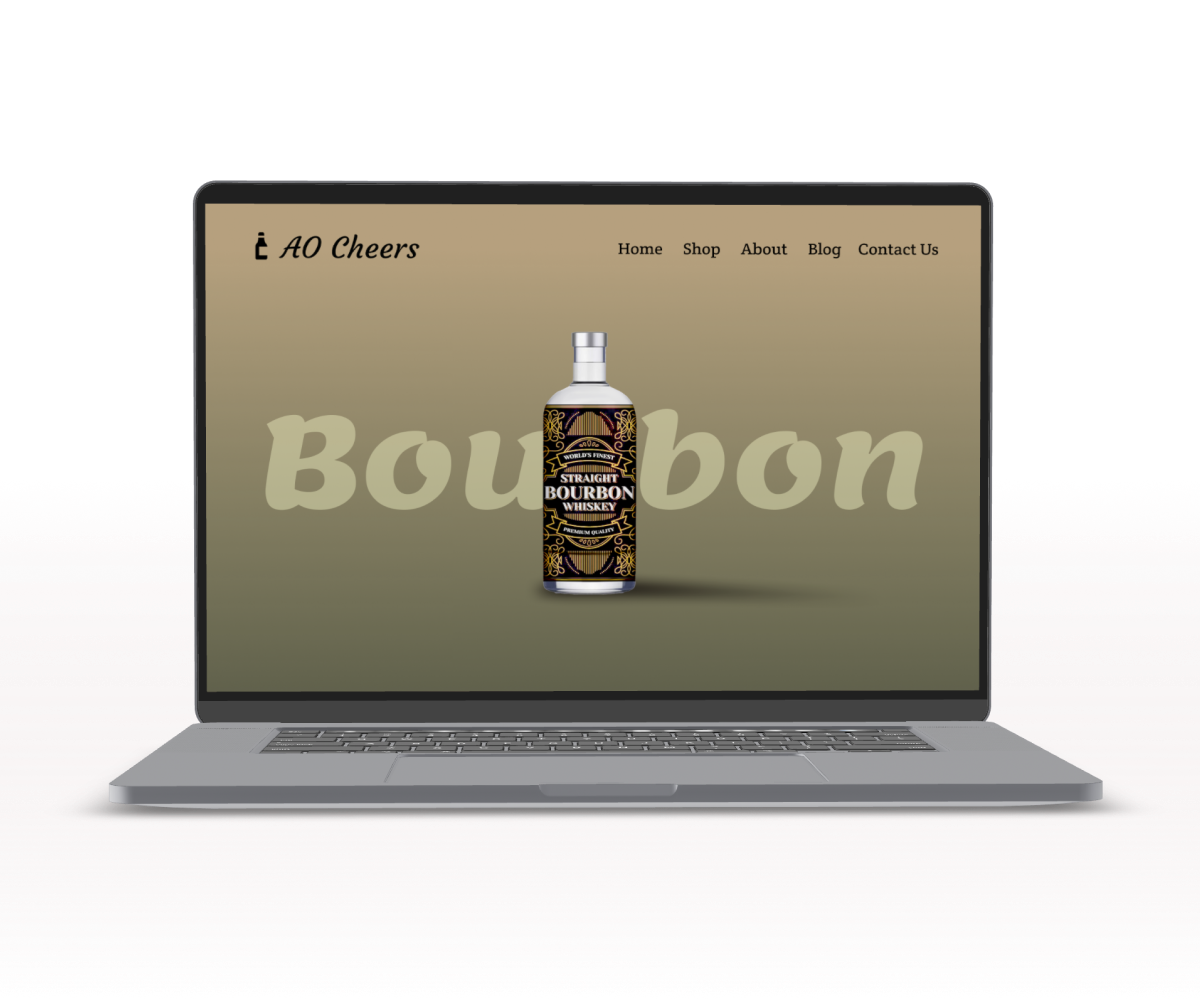 AO Cheers
Home Shop About Blog Contact Us
Bou bon
WORLD'S FINEST
STRAIGHT
BOURBON
WHISKEY
PREMIUM QUALITY